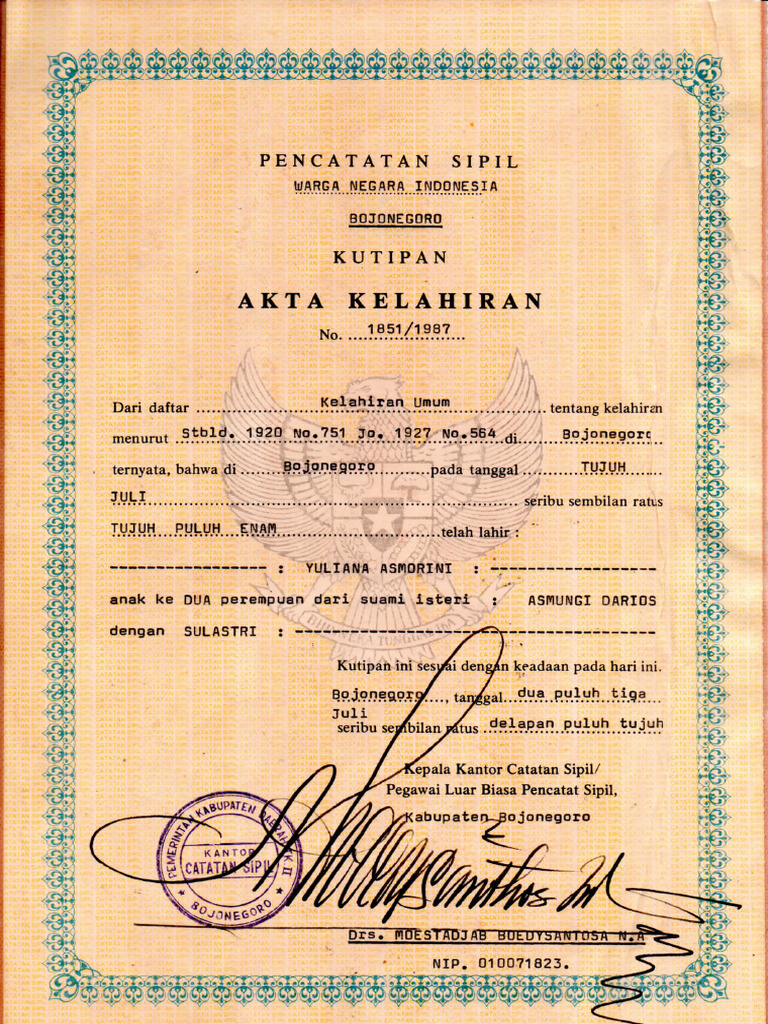 PENCATATAN SIPIL
WARGA NEGARA INDONESIA
BOJONEGORO
KUTIPAN
AKTA KELAHIRAN
No. 1851/1987
Dari daftar Kelahiran Umum tentang kelahiran
menurut Stbld. 1920 No.751 Jo. 1927 No.564 di Bojonegoro
ternyata, bahwa di Bojonegoro pada tanggal TUJUH
JULI seribu sembilan ratus
TUJUH PULUH ENAM telah lahir :
----------------- : YULIANA ASMORINI : ------------------
anak ke DUA perempuan dari suami isteri : ASMUNGI DARIOS
dengan SULASTRI : ---------------------------------------
Kutipan ini sesuai dengan keadaan pada hari ini.
Bojonegoro, tanggal dua puluh tiga
Juli
seribu sembilan ratus delapan puluh tujuh
Kepala Kantor Catatan Sipil/
Pegawai Luar Biasa Pencatat Sipil,
Kabupaten Bojonegoro
PEMERINTAH KABUPATEN DAERAH TK. II
KANTOR
CATATAN SIPIL
* BOJONEGORO *
Drs. MOESTADJAB BOEDYSANTOSA N.A
NIP. 010071823.